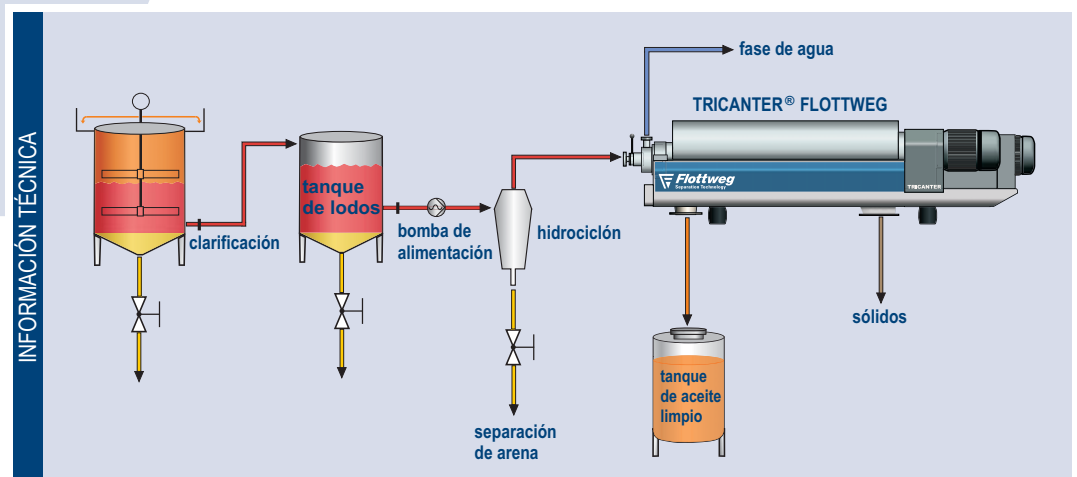 INFORMACIÓN TÉCNICA
fase de agua
TRICANTER® FLOTTWEG
Flottweg
Separation Technology
TRICANTER
tanque
de lodos
clarificación
bomba de
alimentación
hidrociclón
sólidos
tanque
de aceite
limpio
separación
de arena